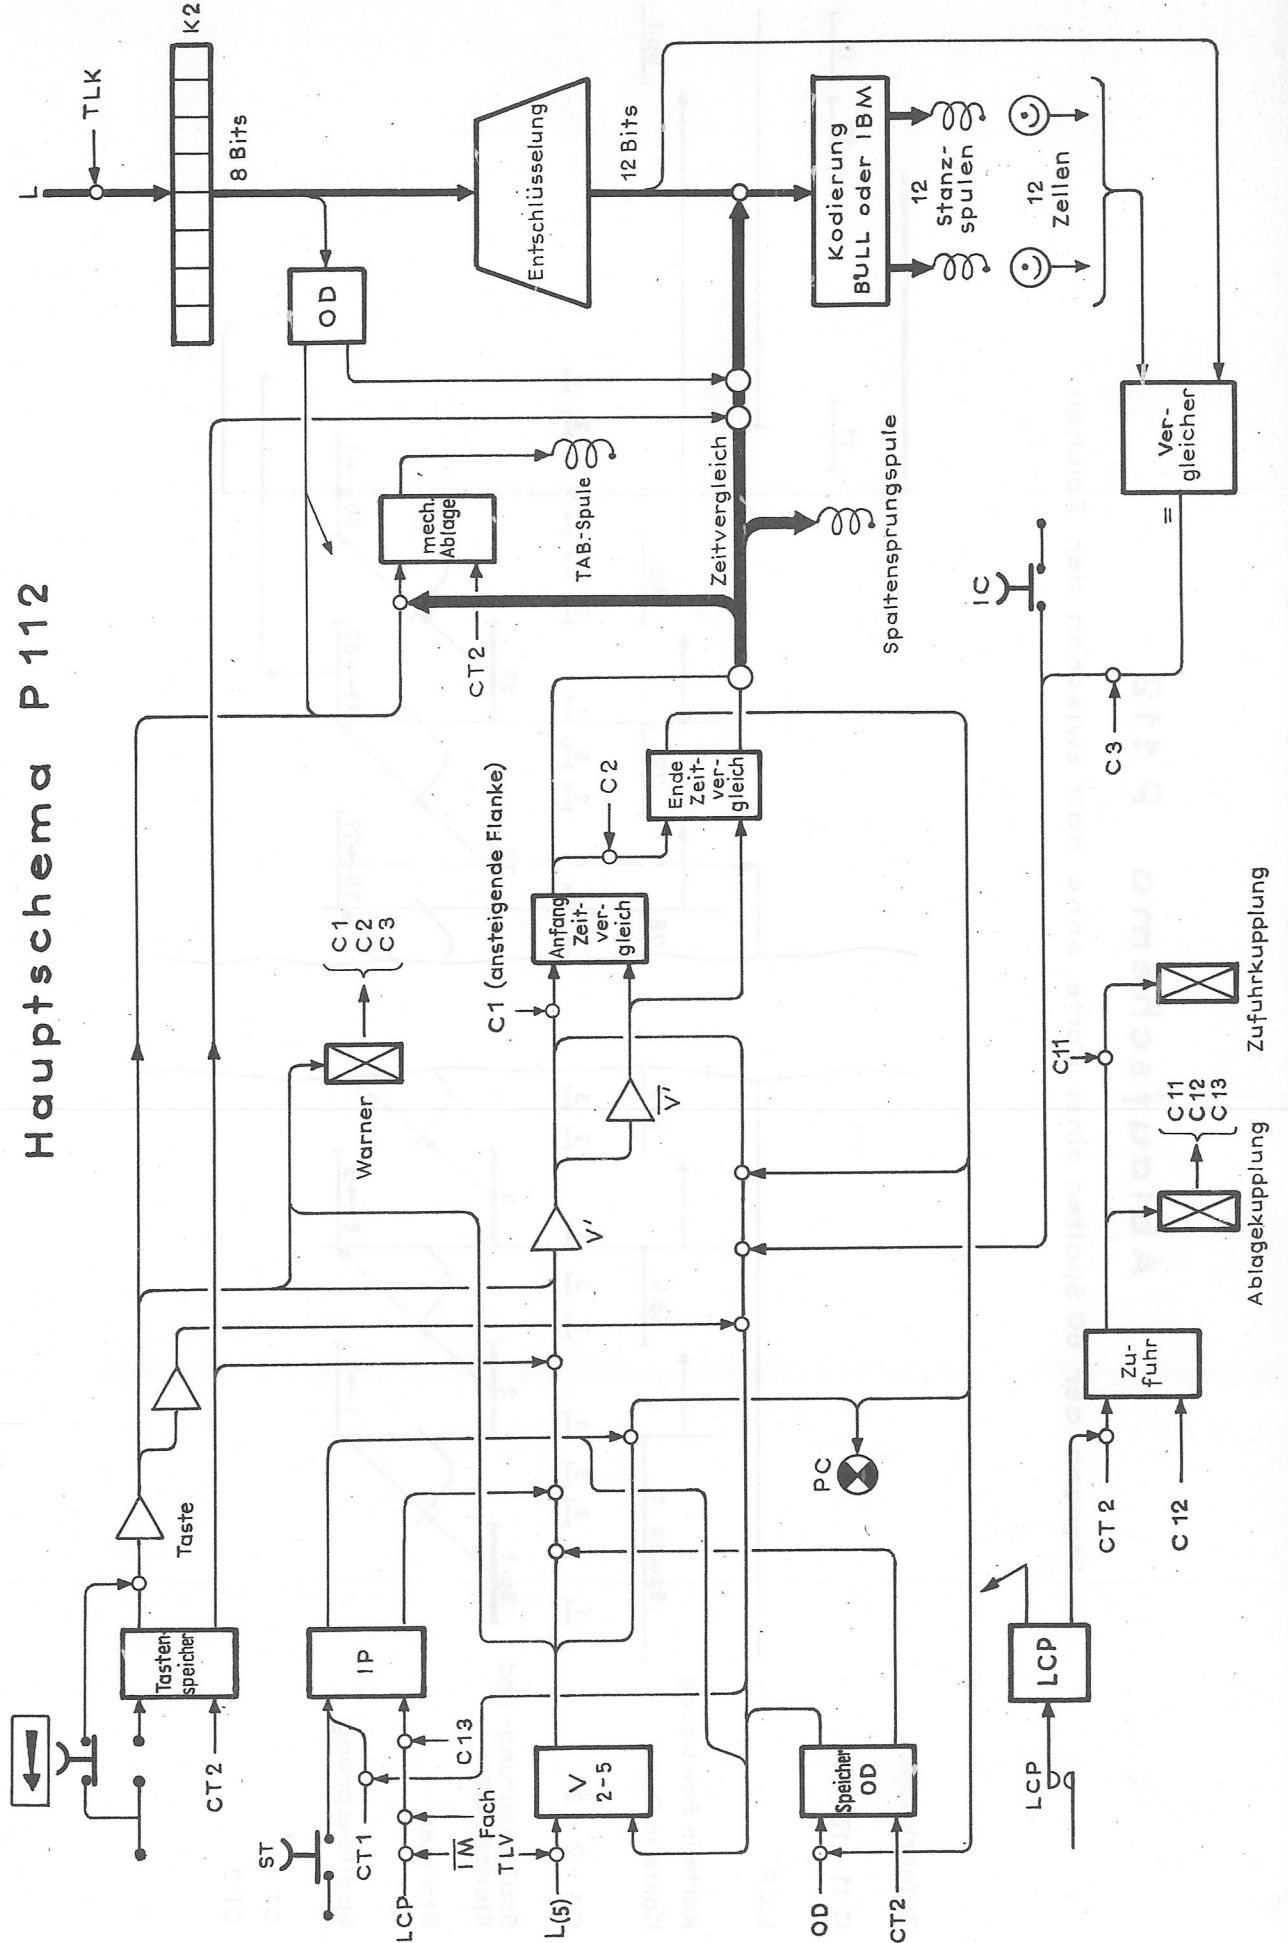 Hauptschema P 112
L
TLK
K2
8 Bits
OD
Entschlüsselung
12 Bits
Kodierung
BULL oder IBM
12
Stanz-
spulen
12
Zellen
Ver-
gleicher
=
mech.
Ablage
TAB.-Spule
CT2
Zeitvergleich
Spaltensprungspule
IC
C3
C1 (ansteigende Flanke)
Anfang
Zeit-
ver-
gleich
C2
Ende
Zeit-
ver-
gleich
C1
C2
C3
Warner
V'
V'
Taste
Tasten-
speicher
CT2
ST
IP
CT1
LCP
C13
IM
Fach
TLV
L(5)
V
2-5
PC
Speicher
OD
OD
CT2
LCP
LCP
CT2
C12
Zu-
fuhr
C11
C11
C12
C13
Ablagekupplung
Zufuhrkupplung